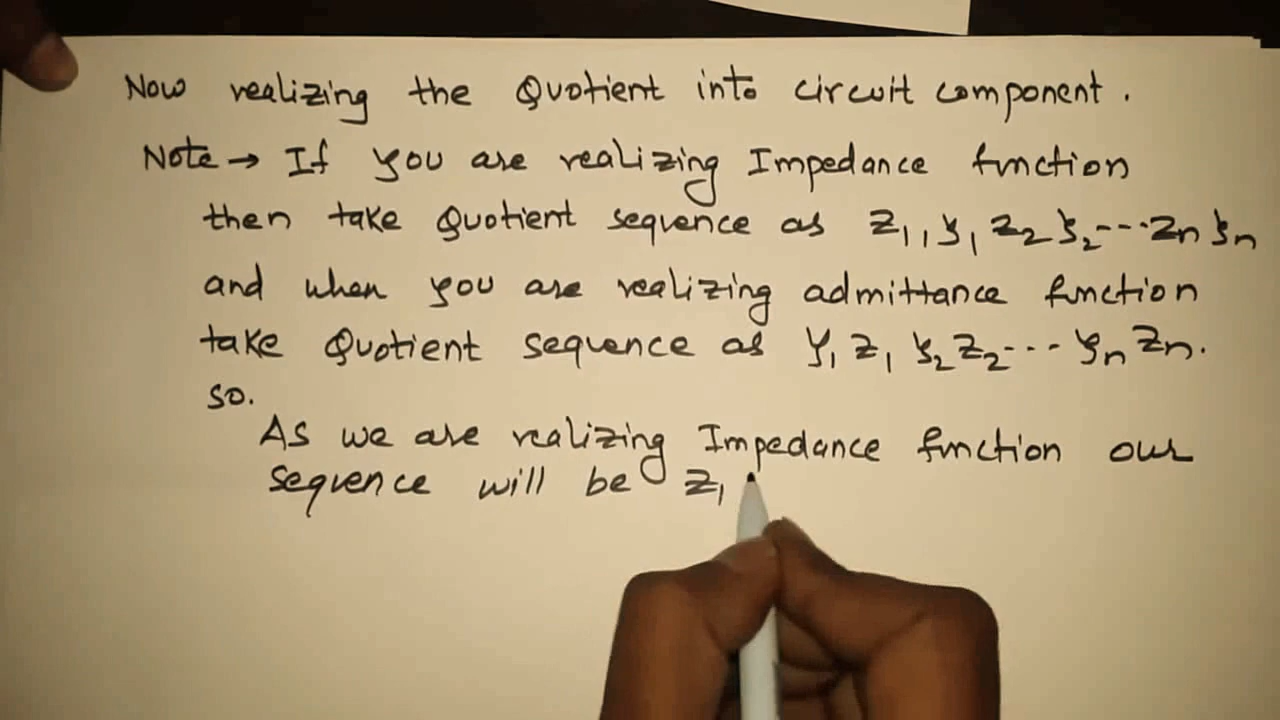 Now realizing the Quotient into circuit component.
Note → If you are realizing Impedance function
then take Quotient sequence as Z1, Y1 Z2 Y2 --- Zn Yn
and when you are realizing admittance function
take Quotient sequence as Y1 Z1 Y2 Z2 --- Yn Zn.
so.
As we are realizing Impedance function our
sequence will be Z1